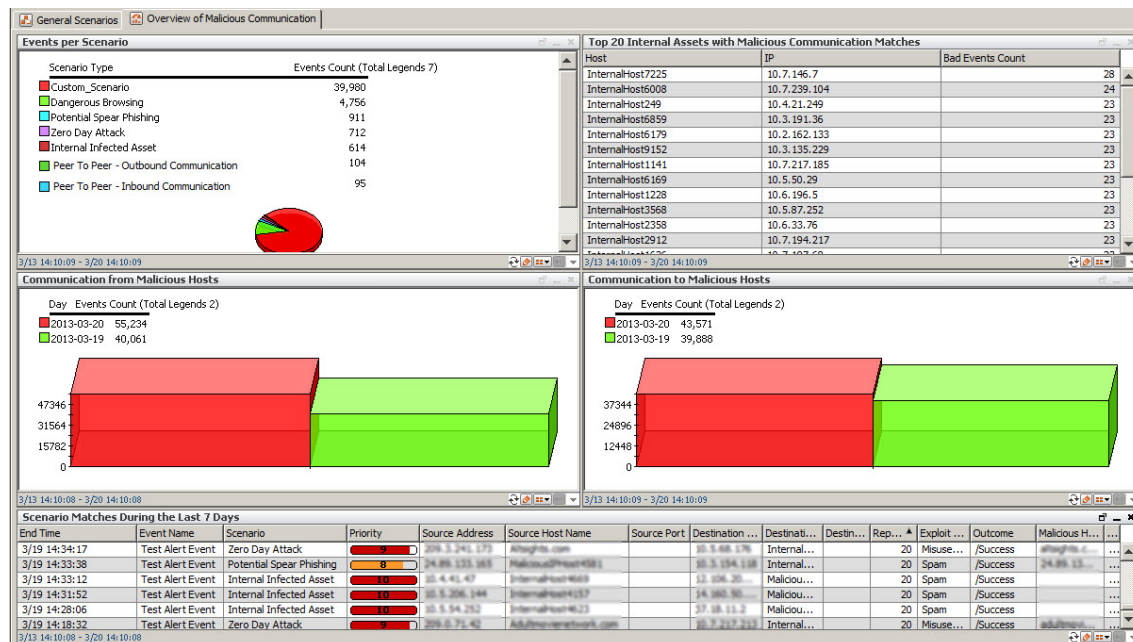 General Scenarios
Overview of Malicious Communication
Events per Scenario
Scenario Type Events Count (Total Legends 7)
Custom_Scenario 39,980
Dangerous Browsing 4,756
Potential Spear Phishing 911
Zero Day Attack 712
Internal Infected Asset 614
Peer To Peer - Outbound Communication 104
Peer To Peer - Inbound Communication 95
3/13 14:10:09 - 3/20 14:10:09
Top 20 Internal Assets with Malicious Communication Matches
Host IP Bad Events Count
InternalHost7225 10.7.146.7 28
InternalHost6008 10.7.239.104 24
InternalHost249 10.4.21.249 23
InternalHost6859 10.3.191.36 23
InternalHost6179 10.2.162.133 23
InternalHost9152 10.3.135.229 23
InternalHost1141 10.7.217.185 23
InternalHost6169 10.5.50.29 23
InternalHost1228 10.6.196.5 23
InternalHost3568 10.5.87.252 23
InternalHost2358 10.6.33.76 23
InternalHost2912 10.7.194.217 23
3/13 14:10:09 - 3/20 14:10:09
Communication from Malicious Hosts
Day Events Count (Total Legends 2)
2013-03-20 55,234
2013-03-19 40,061
47346
31564
15782
0
3/13 14:10:08 - 3/20 14:10:08
Communication to Malicious Hosts
Day Events Count (Total Legends 2)
2013-03-20 43,571
2013-03-19 39,888
37344
24896
12448
0
3/13 14:10:09 - 3/20 14:10:09
Scenario Matches During the Last 7 Days
End Time Event Name Scenario Priority Source Address Source Host Name Source Port Destination ... Destinati... Destin... Rep... Exploit ... Outcome Malicious H... ...
3/19 14:34:17 Test Alert Event Zero Day Attack 9 Internal... 20 Misuse... /Success ...
3/19 14:33:38 Test Alert Event Potential Spear Phishing 8 Internal... 20 Spam /Success ...
3/19 14:33:12 Test Alert Event Internal Infected Asset 10 Maliciou... 20 Spam /Success ...
3/19 14:31:52 Test Alert Event Internal Infected Asset 10 Maliciou... 20 Spam /Success ...
3/19 14:28:06 Test Alert Event Internal Infected Asset 10 Maliciou... 20 Spam /Success ...
3/19 14:18:32 Test Alert Event Zero Day Attack 9 Internal... 20 Misuse... /Success ...
3/13 14:10:08 - 3/20 14:10:08